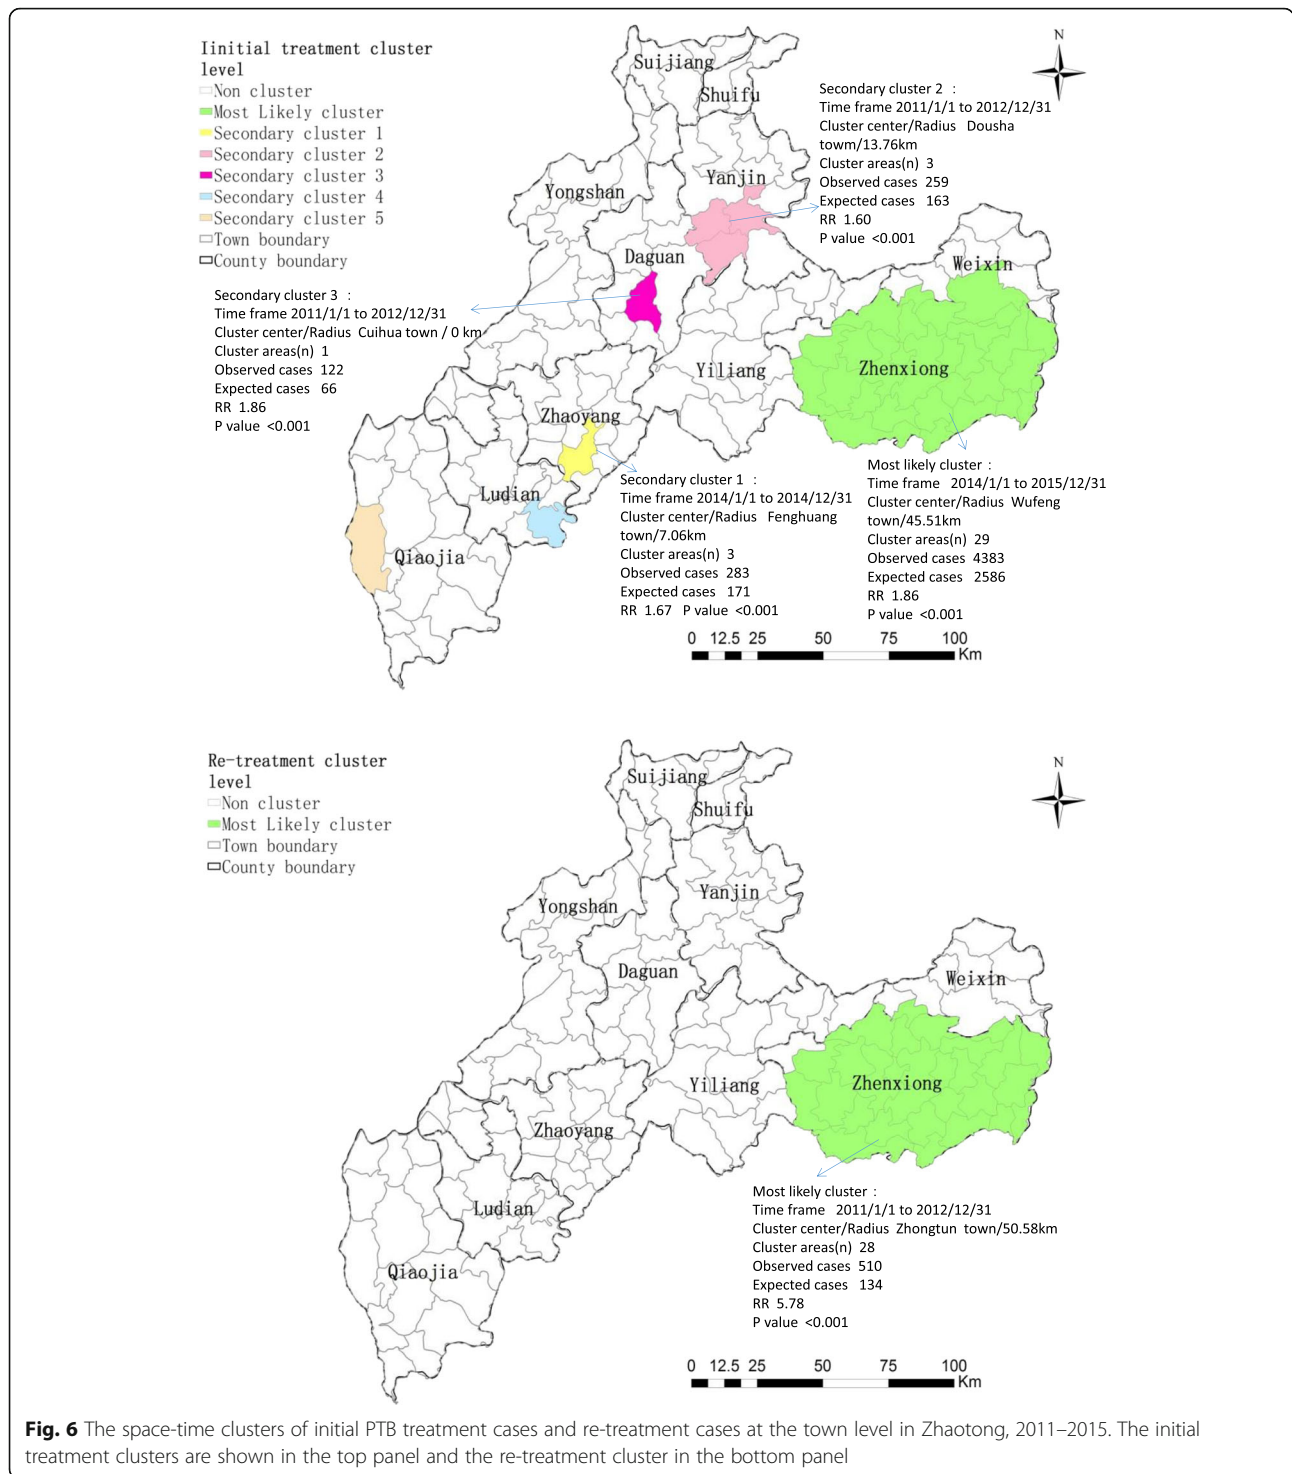 Iinitial treatment cluster
level
Non cluster
Most Likely cluster
Secondary cluster 1
Secondary cluster 2
Secondary cluster 3
Secondary cluster 4
Secondary cluster 5
Town boundary
County boundary
N
Suijiang
Shuifu
Yanjin
Yongshan
Daguan
Weixin
Zhenxiong
Yiliang
Zhaoyang
Ludian
Qiaojia
Secondary cluster 2 :
Time frame 2011/1/1 to 2012/12/31
Cluster center/Radius Dousha
towm/13.76km
Cluster areas(n) 3
Observed cases 259
Expected cases 163
RR 1.60
P value <0.001
Secondary cluster 3 :
Time frame 2011/1/1 to 2012/12/31
Cluster center/Radius Cuihua town / 0 km
Cluster areas(n) 1
Observed cases 122
Expected cases 66
RR 1.86
P value <0.001
Secondary cluster 1 :
Time frame 2014/1/1 to 2014/12/31
Cluster center/Radius Fenghuang
town/7.06km
Cluster areas(n) 3
Observed cases 283
Expected cases 171
RR 1.67 P value <0.001
Most likely cluster :
Time frame 2014/1/1 to 2015/12/31
Cluster center/Radius Wufeng
town/45.51km
Cluster areas(n) 29
Observed cases 4383
Expected cases 2586
RR 1.86
P value <0.001
0 12.5 25 50 75 100
Km
Re-treatment cluster
level
Non cluster
Most Likely cluster
Town boundary
County boundary
N
Suijiang
Shuifu
Yanjin
Yongshan
Daguan
Weixin
Zhenxiong
Yiliang
Zhaoyang
Ludian
Qiaojia
Most likely cluster :
Time frame 2011/1/1 to 2012/12/31
Cluster center/Radius Zhongtun town/50.58km
Cluster areas(n) 28
Observed cases 510
Expected cases 134
RR 5.78
P value <0.001
0 12.5 25 50 75 100
Km
Fig. 6 The space-time clusters of initial PTB treatment cases and re-treatment cases at the town level in Zhaotong, 2011–2015. The initial
treatment clusters are shown in the top panel and the re-treatment cluster in the bottom panel